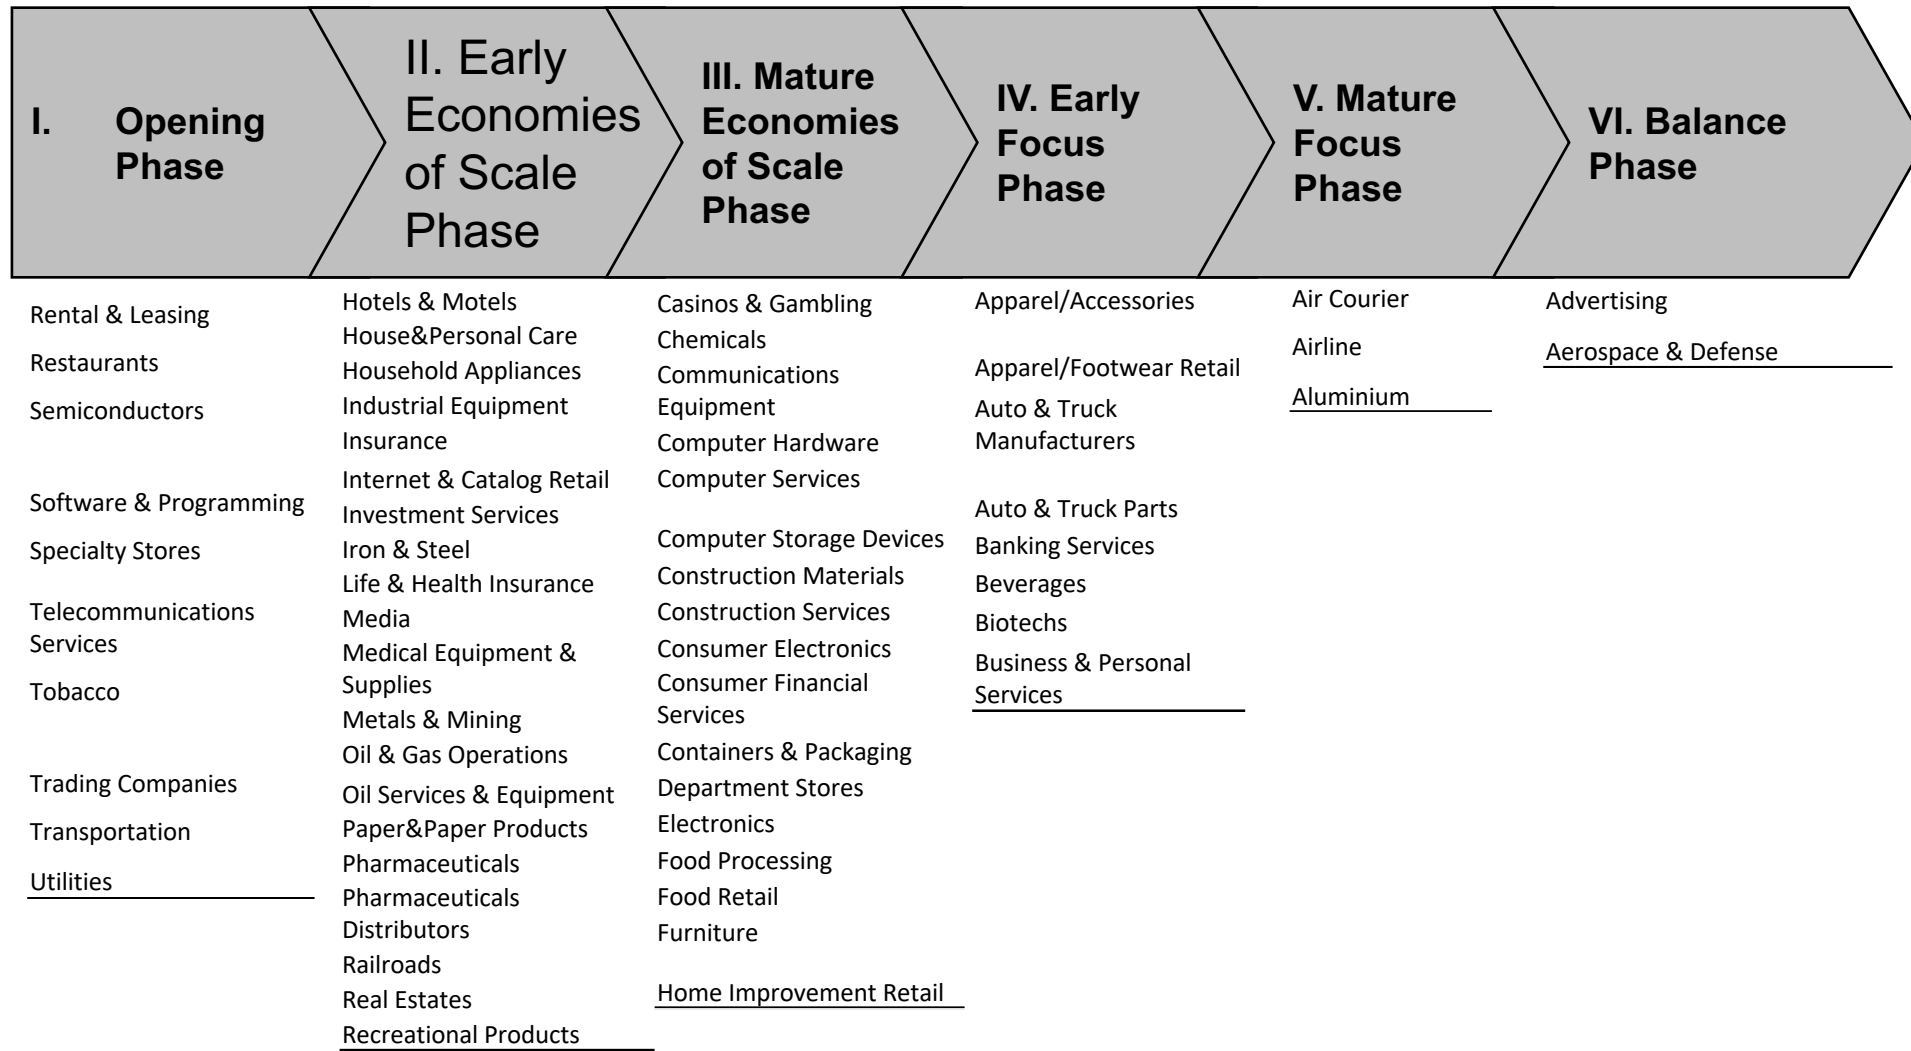 I. Opening
Phase
II. Early
Economies
of Scale
Phase
III. Mature
Economies
of Scale
Phase
IV. Early
Focus
Phase
V. Mature
Focus
Phase
VI. Balance
Phase
Rental & Leasing
Restaurants
Semiconductors
Software & Programming
Specialty Stores
Telecommunications
Services
Tobacco
Trading Companies
Transportation
Utilities
Hotels & Motels
House&Personal Care
Household Appliances
Industrial Equipment
Insurance
Internet & Catalog Retail
Investment Services
Iron & Steel
Life & Health Insurance
Media
Medical Equipment &
Supplies
Metals & Mining
Oil & Gas Operations
Oil Services & Equipment
Paper&Paper Products
Pharmaceuticals
Pharmaceuticals
Distributors
Railroads
Real Estates
Recreational Products
Casinos & Gambling
Chemicals
Communications
Equipment
Computer Hardware
Computer Services
Computer Storage Devices
Construction Materials
Construction Services
Consumer Electronics
Consumer Financial
Services
Containers & Packaging
Department Stores
Electronics
Food Processing
Food Retail
Furniture
Home Improvement Retail
Apparel/Accessories
Apparel/Footwear Retail
Auto & Truck
Manufacturers
Auto & Truck Parts
Banking Services
Beverages
Biotechs
Business & Personal
Services
Air Courier
Airline
Aluminium
Advertising
Aerospace & Defense